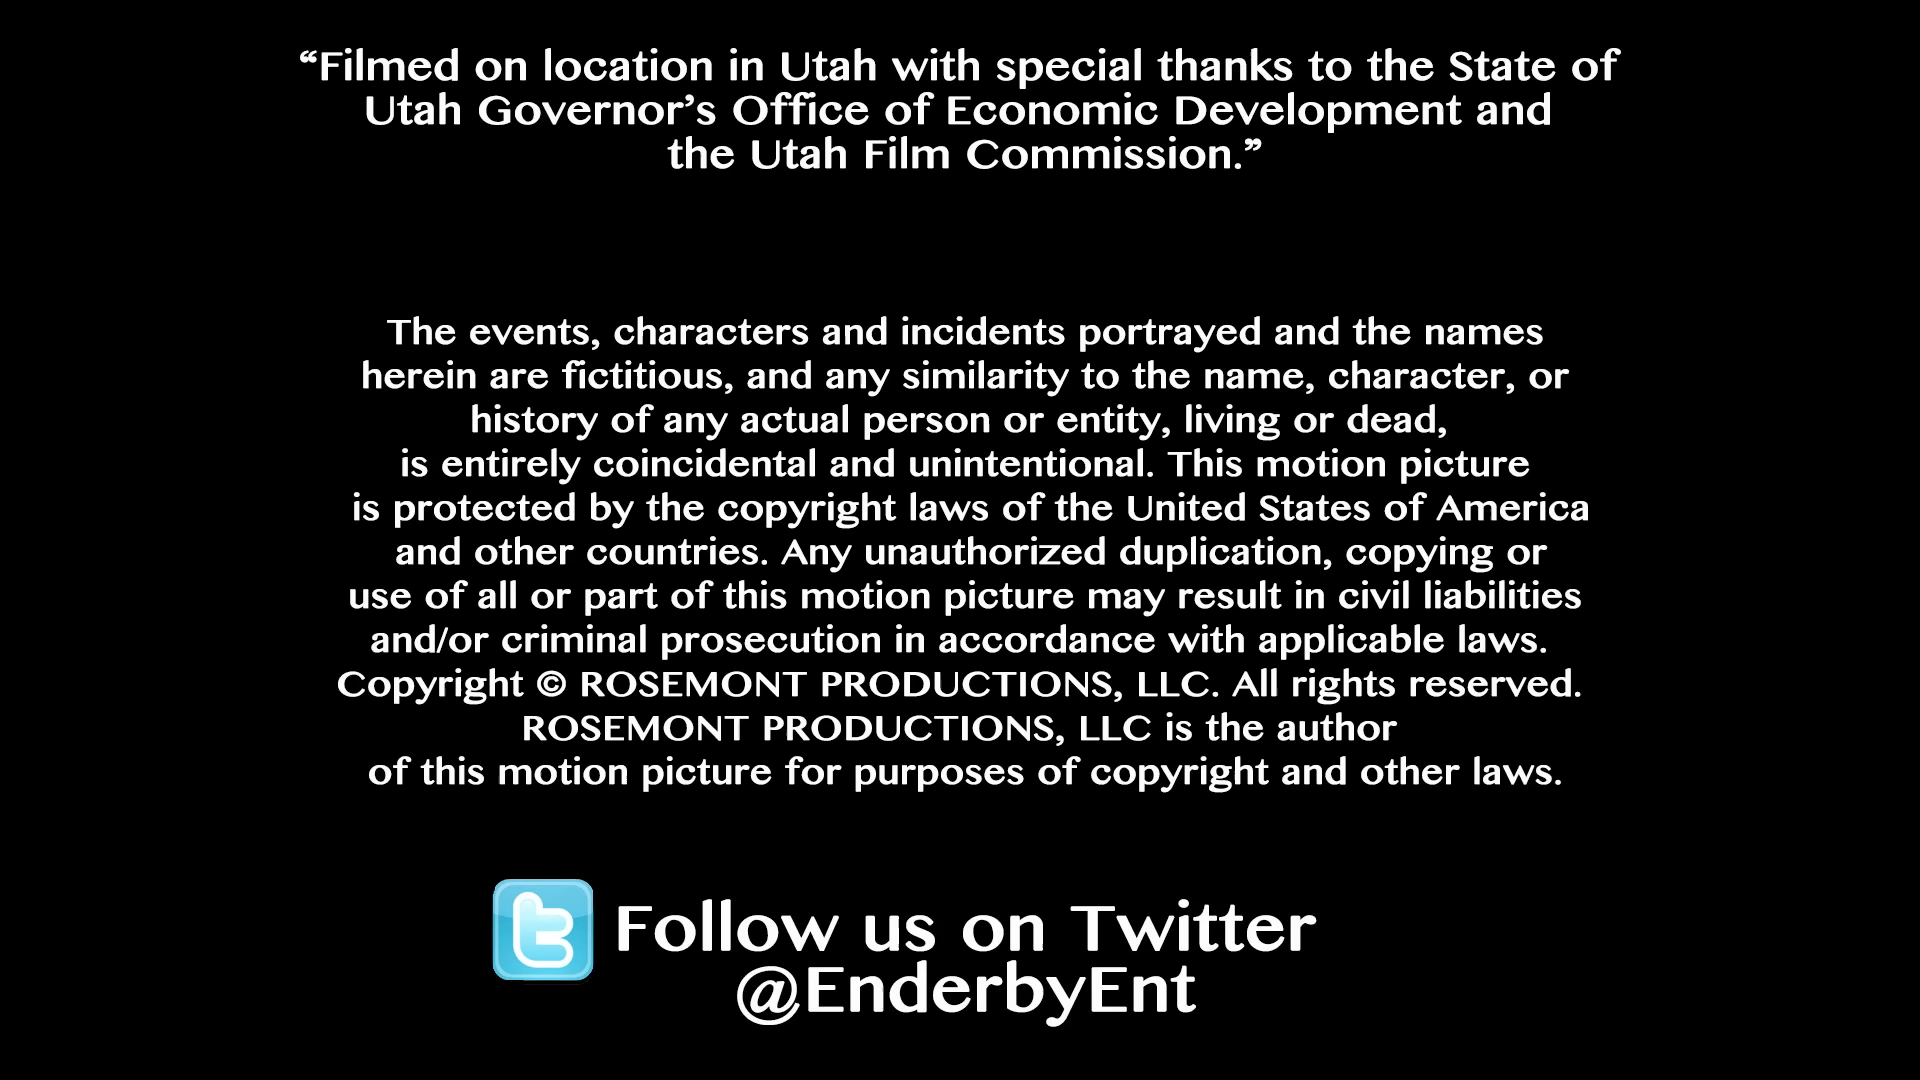 “Filmed on location in Utah with special thanks to the State of
Utah Governor’s Office of Economic Development and
the Utah Film Commission.”
The events, characters and incidents portrayed and the names
herein are fictitious, and any similarity to the name, character, or
history of any actual person or entity, living or dead,
is entirely coincidental and unintentional. This motion picture
is protected by the copyright laws of the United States of America
and other countries. Any unauthorized duplication, copying or
use of all or part of this motion picture may result in civil liabilities
and/or criminal prosecution in accordance with applicable laws.
Copyright © ROSEMONT PRODUCTIONS, LLC. All rights reserved.
ROSEMONT PRODUCTIONS, LLC is the author
of this motion picture for purposes of copyright and other laws.
t Follow us on Twitter
@EnderbyEnt